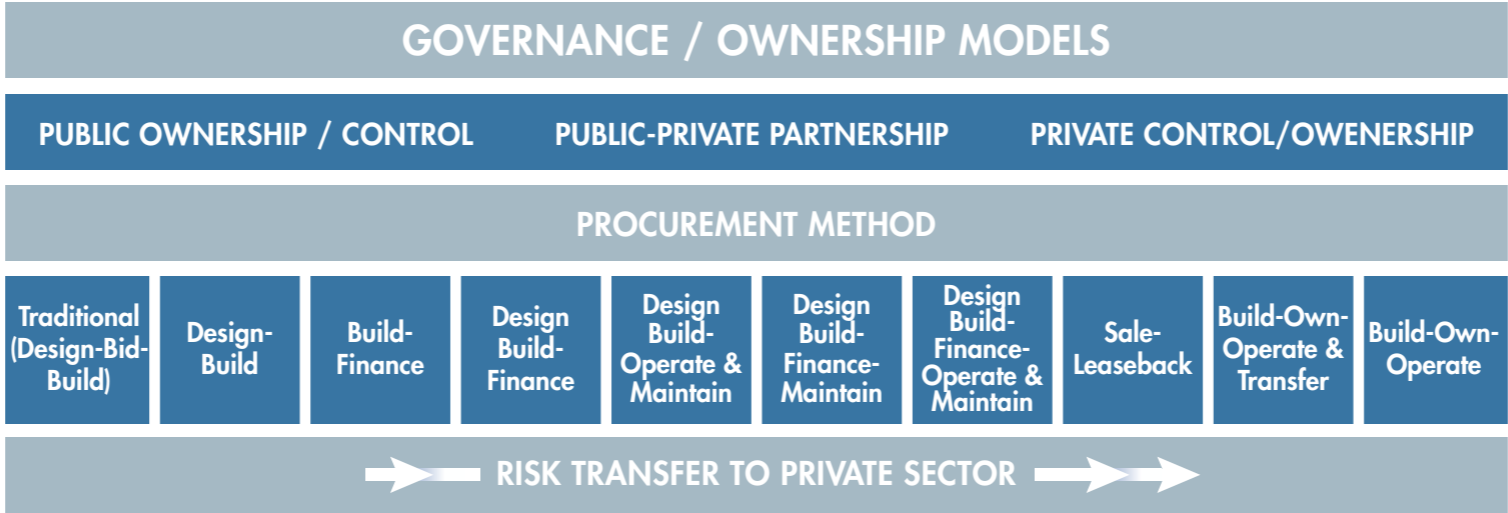 GOVERNANCE / OWNERSHIP MODELS
PUBLIC OWNERSHIP / CONTROL
PUBLIC-PRIVATE PARTNERSHIP
PRIVATE CONTROL/OWENERSHIP
PROCUREMENT METHOD
Traditional
(Design-Bid-
Build)
Design-
Build
Build-
Finance
Design
Build-
Finance
Design
Build-
Operate &
Maintain
Design
Build-
Finance-
Maintain
Design
Build-
Finance-
Operate &
Maintain
Sale-
Leaseback
Build-Own-
Operate &
Transfer
Build-Own-
Operate
RISK TRANSFER TO PRIVATE SECTOR